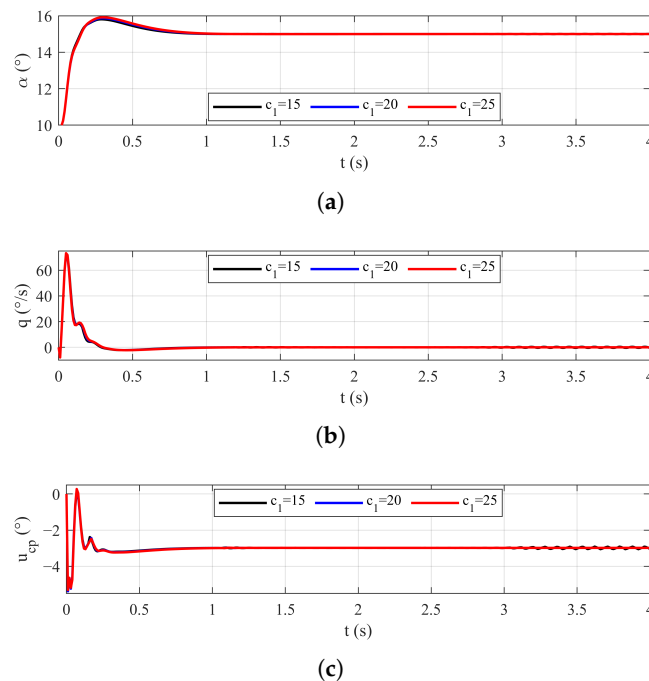 16
14
12
10
α (°)
c₁=15 c₁=20 c₁=25
0 0.5 1 1.5 2 2.5 3 3.5 4
t (s)
(a)
60
40
20
0
q (°/s)
c₁=15 c₁=20 c₁=25
0 0.5 1 1.5 2 2.5 3 3.5 4
t (s)
(b)
0
−2
−4
u_cp (°)
c₁=15 c₁=20 c₁=25
0 0.5 1 1.5 2 2.5 3 3.5 4
t (s)
(c)